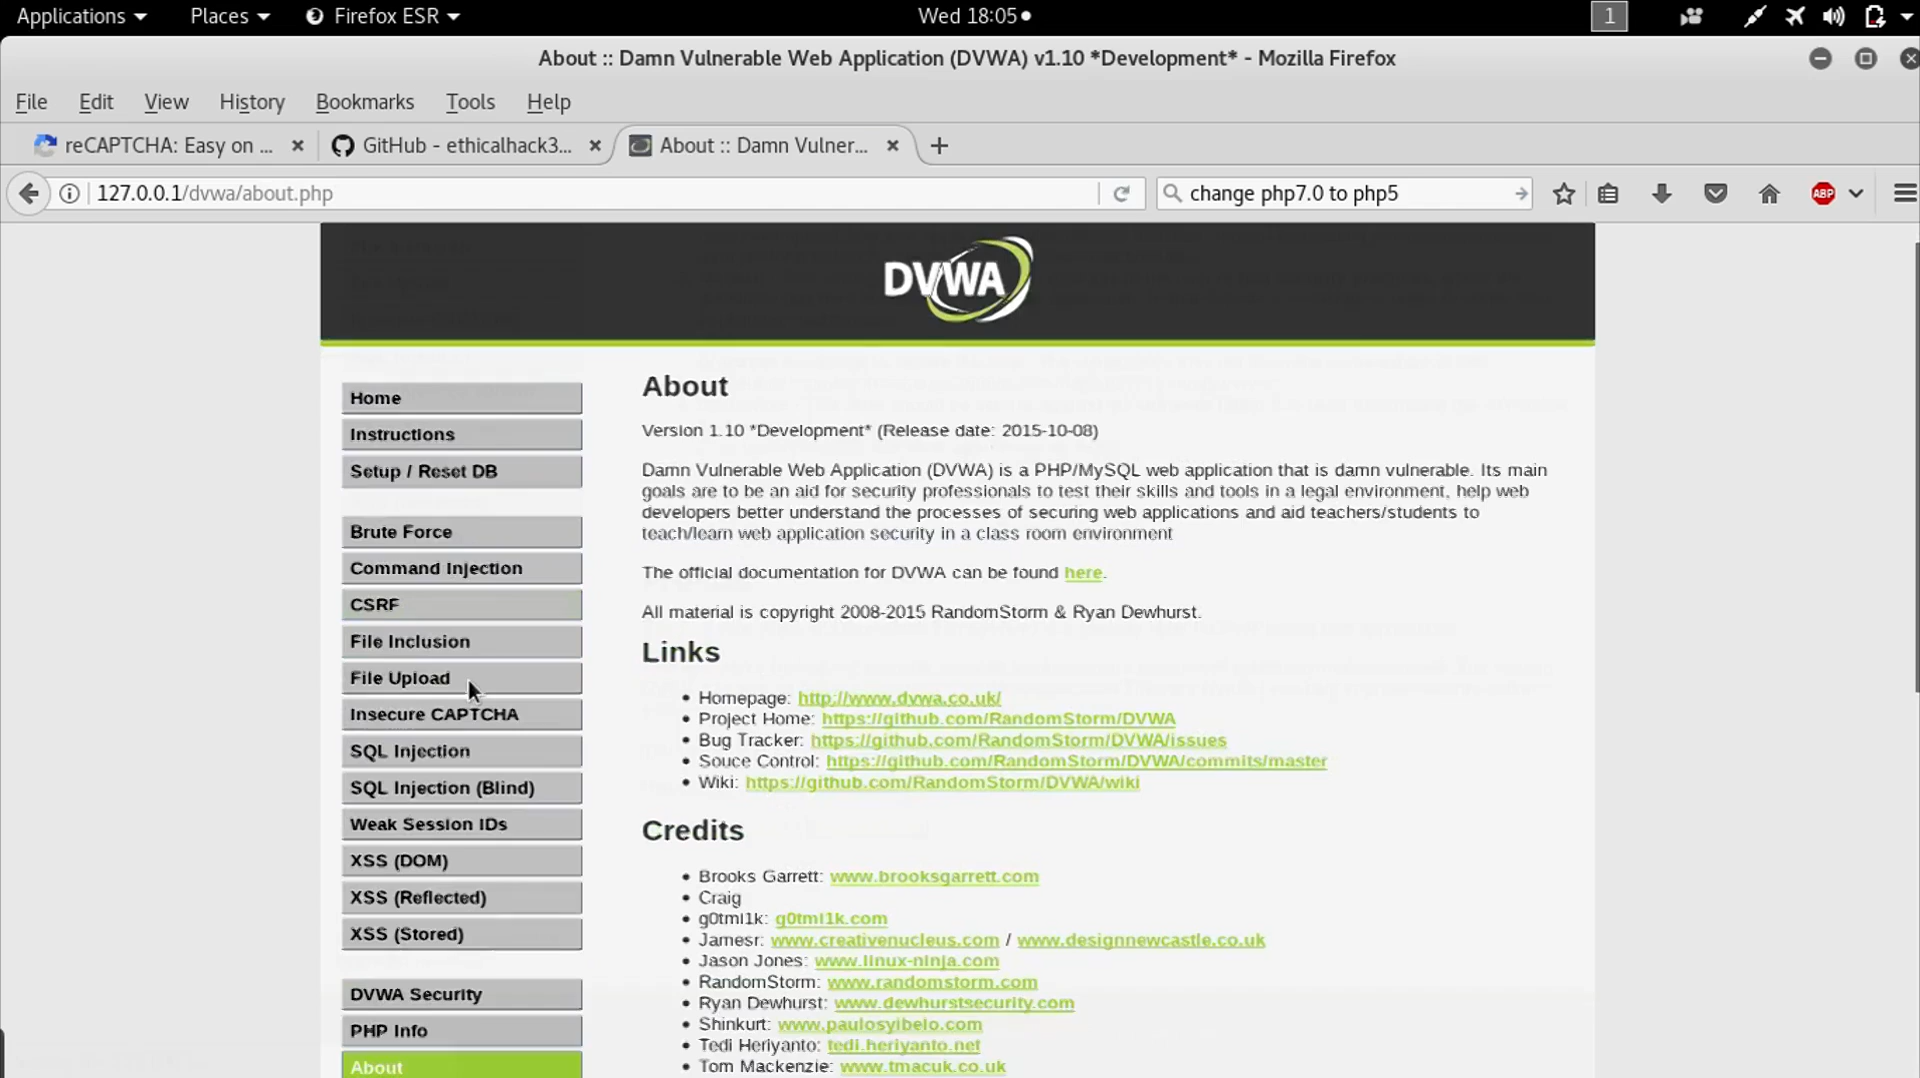 Applications Places Firefox ESR Wed 18:05 1
About :: Damn Vulnerable Web Application (DVWA) v1.10 *Development* - Mozilla Firefox
File Edit View History Bookmarks Tools Help
reCAPTCHA: Easy on ... GitHub - ethicalhack3... About :: Damn Vulner...
127.0.0.1/dvwa/about.php change php7.0 to php5 ABP
DVWA
Home
Instructions
Setup / Reset DB
Brute Force
Command Injection
CSRF
File Inclusion
File Upload
Insecure CAPTCHA
SQL Injection
SQL Injection (Blind)
Weak Session IDs
XSS (DOM)
XSS (Reflected)
XSS (Stored)
DVWA Security
PHP Info
About
About
Version 1.10 *Development* (Release date: 2015-10-08)
Damn Vulnerable Web Application (DVWA) is a PHP/MySQL web application that is damn vulnerable. Its main
goals are to be an aid for security professionals to test their skills and tools in a legal environment, help web
developers better understand the processes of securing web applications and aid teachers/students to
teach/learn web application security in a class room environment
The official documentation for DVWA can be found here.
All material is copyright 2008-2015 RandomStorm & Ryan Dewhurst.
Links
• Homepage: http://www.dvwa.co.uk/
• Project Home: https://github.com/RandomStorm/DVWA
• Bug Tracker: https://github.com/RandomStorm/DVWA/issues
• Souce Control: https://github.com/RandomStorm/DVWA/commits/master
• Wiki: https://github.com/RandomStorm/DVWA/wiki
Credits
• Brooks Garrett: www.brooksgarrett.com
• Craig
• g0tmi1k: g0tmi1k.com
• Jamesr: www.creativenucleus.com / www.designnewcastle.co.uk
• Jason Jones: www.linux-ninja.com
• RandomStorm: www.randomstorm.com
• Ryan Dewhurst: www.dewhurstsecurity.com
• Shinkurt: www.paulosyibelo.com
• Tedi Heriyanto: tedi.heriyanto.net
• Tom Mackenzie: www.tmacuk.co.uk